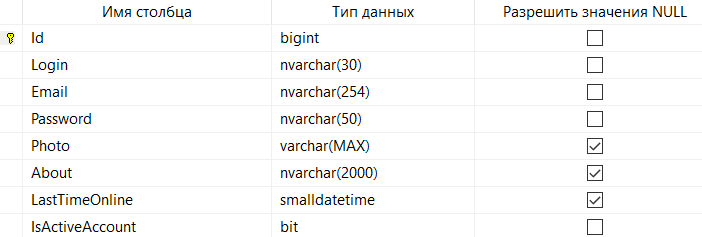 Имя столбца Тип данных Разрешить значения NULL
Id bigint
Login nvarchar(30)
Email nvarchar(254)
Password nvarchar(50)
Photo varchar(MAX)
About nvarchar(2000)
LastTimeOnline smalldatetime
IsActiveAccount bit